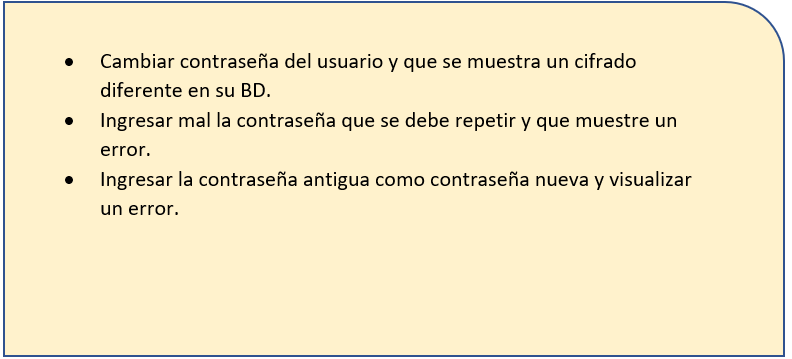 • Cambiar contraseña del usuario y que se muestra un cifrado
diferente en su BD.
• Ingresar mal la contraseña que se debe repetir y que muestre un
error.
• Ingresar la contraseña antigua como contraseña nueva y visualizar
un error.